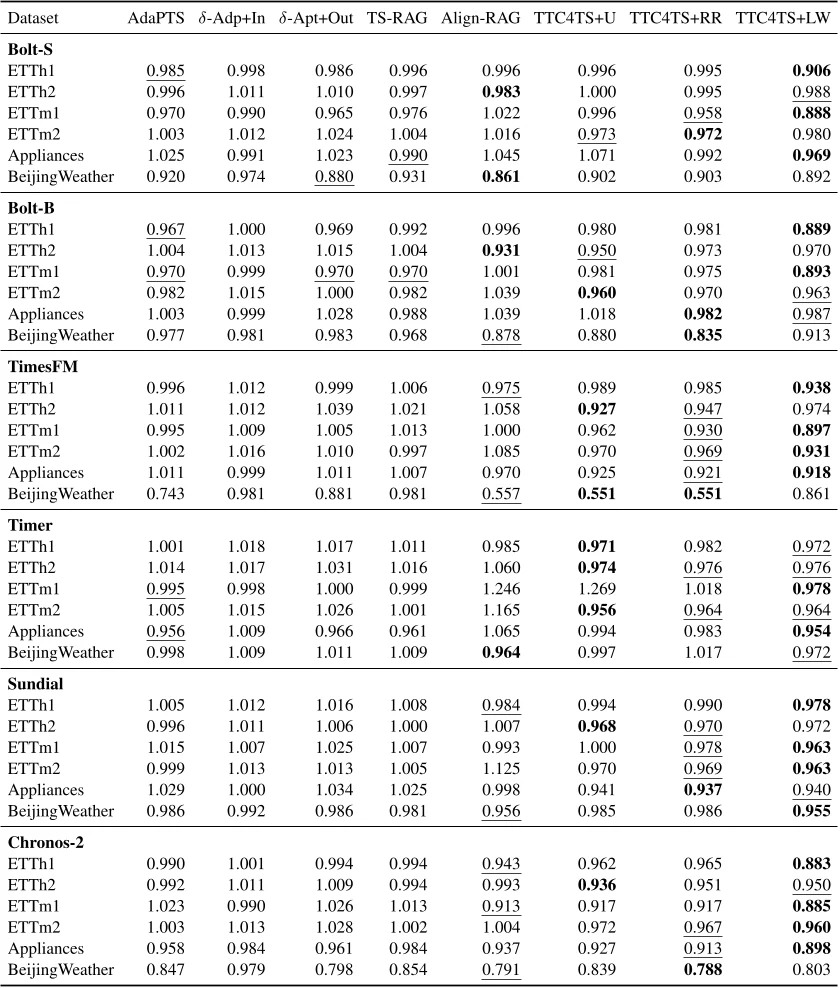 Dataset AdaPTS δ-Adp+In δ-Apt+Out TS-RAG Align-RAG TTC4TS+U TTC4TS+RR TTC4TS+LW
Bolt-S
ETTh1 0.985 0.998 0.986 0.996 0.996 0.996 0.995 0.906
ETTh2 0.996 1.011 1.010 0.997 0.983 1.000 0.995 0.988
ETTm1 0.970 0.990 0.965 0.976 1.022 0.996 0.958 0.888
ETTm2 1.003 1.012 1.024 1.004 1.016 0.973 0.972 0.980
Appliances 1.025 0.991 1.023 0.990 1.045 1.071 0.992 0.969
BeijingWeather 0.920 0.974 0.880 0.931 0.861 0.902 0.903 0.892
Bolt-B
ETTh1 0.967 1.000 0.969 0.992 0.996 0.980 0.981 0.889
ETTh2 1.004 1.013 1.015 1.004 0.931 0.950 0.973 0.970
ETTm1 0.970 0.999 0.970 0.970 1.001 0.981 0.975 0.893
ETTm2 0.982 1.015 1.000 0.982 1.039 0.960 0.970 0.963
Appliances 1.003 0.999 1.028 0.988 1.039 1.018 0.982 0.987
BeijingWeather 0.977 0.981 0.983 0.968 0.878 0.880 0.835 0.913
TimesFM
ETTh1 0.996 1.012 0.999 1.006 0.975 0.989 0.985 0.938
ETTh2 1.011 1.012 1.039 1.021 1.058 0.927 0.947 0.974
ETTm1 0.995 1.009 1.005 1.013 1.000 0.962 0.930 0.897
ETTm2 1.002 1.016 1.010 0.997 1.085 0.970 0.969 0.931
Appliances 1.011 0.999 1.011 1.007 0.970 0.925 0.921 0.918
BeijingWeather 0.743 0.981 0.881 0.981 0.557 0.551 0.551 0.861
Timer
ETTh1 1.001 1.018 1.017 1.011 0.985 0.971 0.982 0.972
ETTh2 1.014 1.017 1.031 1.016 1.060 0.974 0.976 0.976
ETTm1 0.995 0.998 1.000 0.999 1.246 1.269 1.018 0.978
ETTm2 1.005 1.015 1.026 1.001 1.165 0.956 0.964 0.964
Appliances 0.956 1.009 0.966 0.961 1.065 0.994 0.983 0.954
BeijingWeather 0.998 1.009 1.011 1.009 0.964 0.997 1.017 0.972
Sundial
ETTh1 1.005 1.012 1.016 1.008 0.984 0.994 0.990 0.978
ETTh2 0.996 1.011 1.006 1.000 1.007 0.968 0.970 0.972
ETTm1 1.015 1.007 1.025 1.007 0.993 1.000 0.978 0.963
ETTm2 0.999 1.013 1.013 1.005 1.125 0.970 0.969 0.963
Appliances 1.029 1.000 1.034 1.025 0.998 0.941 0.937 0.940
BeijingWeather 0.986 0.992 0.986 0.981 0.956 0.985 0.986 0.955
Chronos-2
ETTh1 0.990 1.001 0.994 0.994 0.943 0.962 0.965 0.883
ETTh2 0.992 1.011 1.009 0.994 0.993 0.936 0.951 0.950
ETTm1 1.023 0.990 1.026 1.013 0.913 0.917 0.917 0.885
ETTm2 1.003 1.013 1.028 1.002 1.004 0.972 0.967 0.960
Appliances 0.958 0.984 0.961 0.984 0.937 0.927 0.913 0.898
BeijingWeather 0.847 0.979 0.798 0.854 0.791 0.839 0.788 0.803